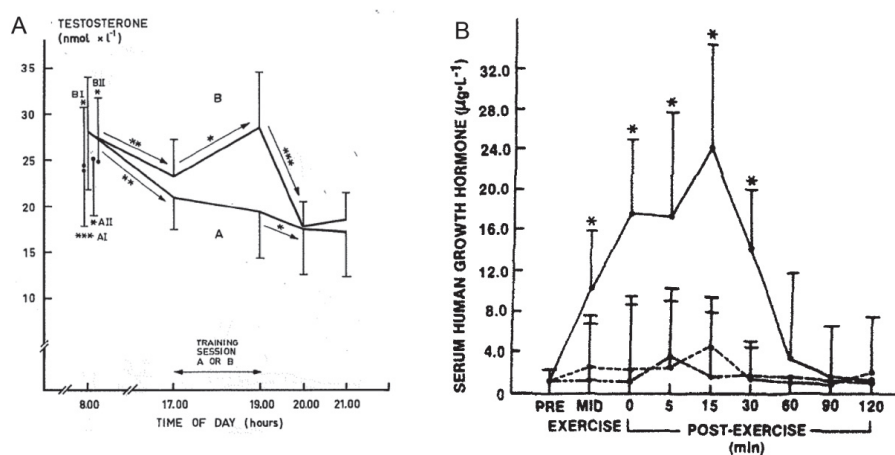 A
TESTOSTERONE
(nmol × l⁻¹)
35
30
25
20
15
10
BI
*
BII
*
**
**
B
*
***
A
*
* AII
*** AI
TRAINING
SESSION
A OR B
8.00
17.00
19.00
20.00
21.00
TIME OF DAY (hours)
B
SERUM HUMAN GROWTH HORMONE (µg·L⁻¹)
32.0
28.0
24.0
20.0
16.0
12.0
8.0
4.0
*
*
*
*
*
PRE MID 0 5 15 30 60 90 120
EXERCISE POST-EXERCISE
(min)